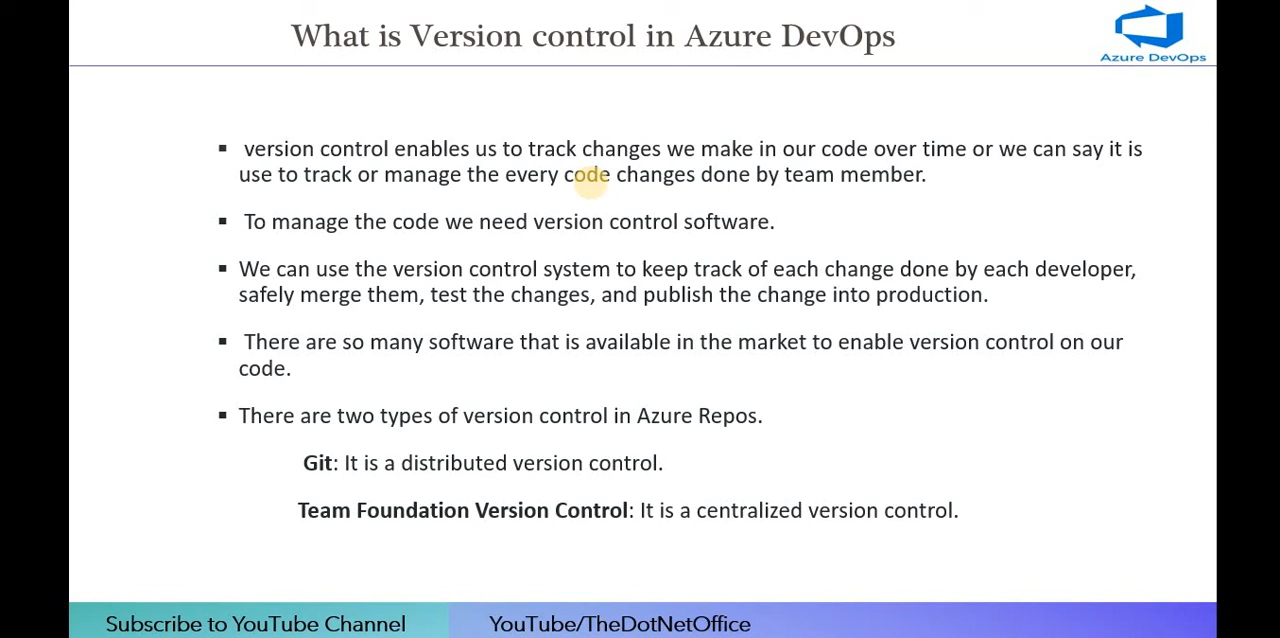 What is Version control in Azure DevOps
Azure DevOps
▪ version control enables us to track changes we make in our code over time or we can say it is
use to track or manage the every code changes done by team member.
▪ To manage the code we need version control software.
▪ We can use the version control system to keep track of each change done by each developer,
safely merge them, test the changes, and publish the change into production.
▪ There are so many software that is available in the market to enable version control on our
code.
▪ There are two types of version control in Azure Repos.
Git: It is a distributed version control.
Team Foundation Version Control: It is a centralized version control.
Subscribe to YouTube Channel
YouTube/TheDotNetOffice